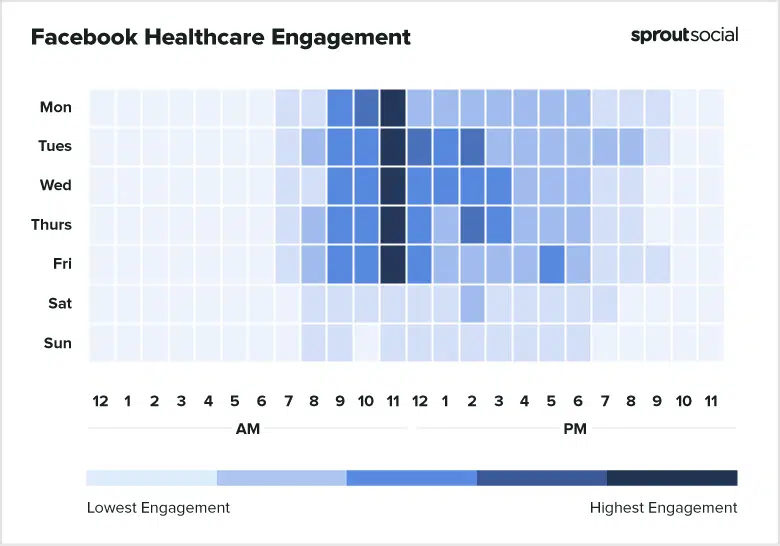 Facebook Healthcare Engagement
sproutsocial
Mon
Tues
Wed
Thurs
Fri
Sat
Sun
12 1 2 3 4 5 6 7 8 9 10 11 12 1 2 3 4 5 6 7 8 9 10 11
AM PM
Lowest Engagement Highest Engagement